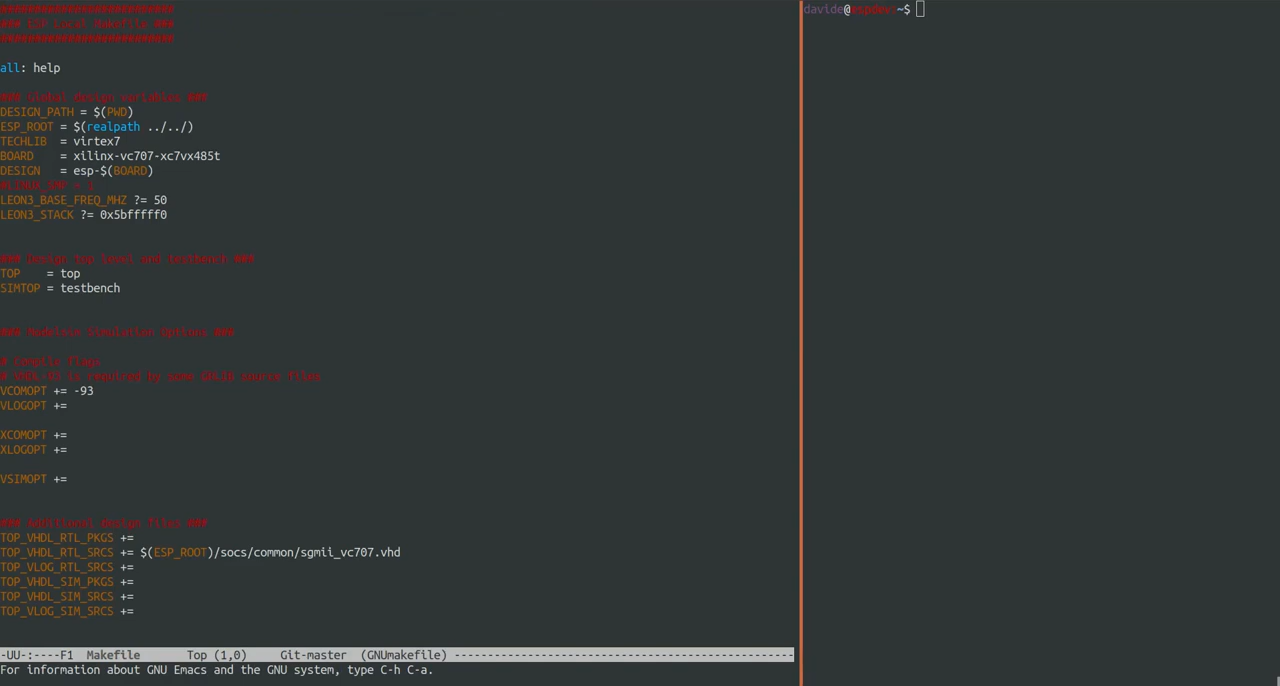 ##########################
### ESP Local Makefile ###
##########################
all: help
### Global design variables ###
DESIGN_PATH = $(PWD)
ESP_ROOT = $(realpath ../../)
TECHLIB = virtex7
BOARD = xilinx-vc707-xc7vx485t
DESIGN = esp-$(BOARD)
#LINUX_SMP = 1
LEON3_BASE_FREQ_MHZ ?= 50
LEON3_STACK ?= 0x5bfffff0
### Design top level and testbench ###
TOP = top
SIMTOP = testbench
### Modelsim Simulation Options ###
# Compile flags
# is required by some GRLIB source files
VCOMOPT += -93
VLOGOPT +=
XCOMOPT +=
XLOGOPT +=
VSIMOPT +=
### Additional design files ###
TOP_VHDL_RTL_PKGS +=
TOP_VHDL_RTL_SRCS += $(ESP_ROOT)/socs/common/sgmii_vc707.vhd
TOP_VLOG_RTL_SRCS +=
TOP_VHDL_SIM_PKGS +=
TOP_VHDL_SIM_SRCS +=
TOP_VLOG_SIM_SRCS +=
-UU-:----F1 Makefile Top (1,0) Git-master (GNUmakefile) ----------------------------------------------------
For information about GNU Emacs and the GNU system, type C-h C-a.
davide@espdev:~$